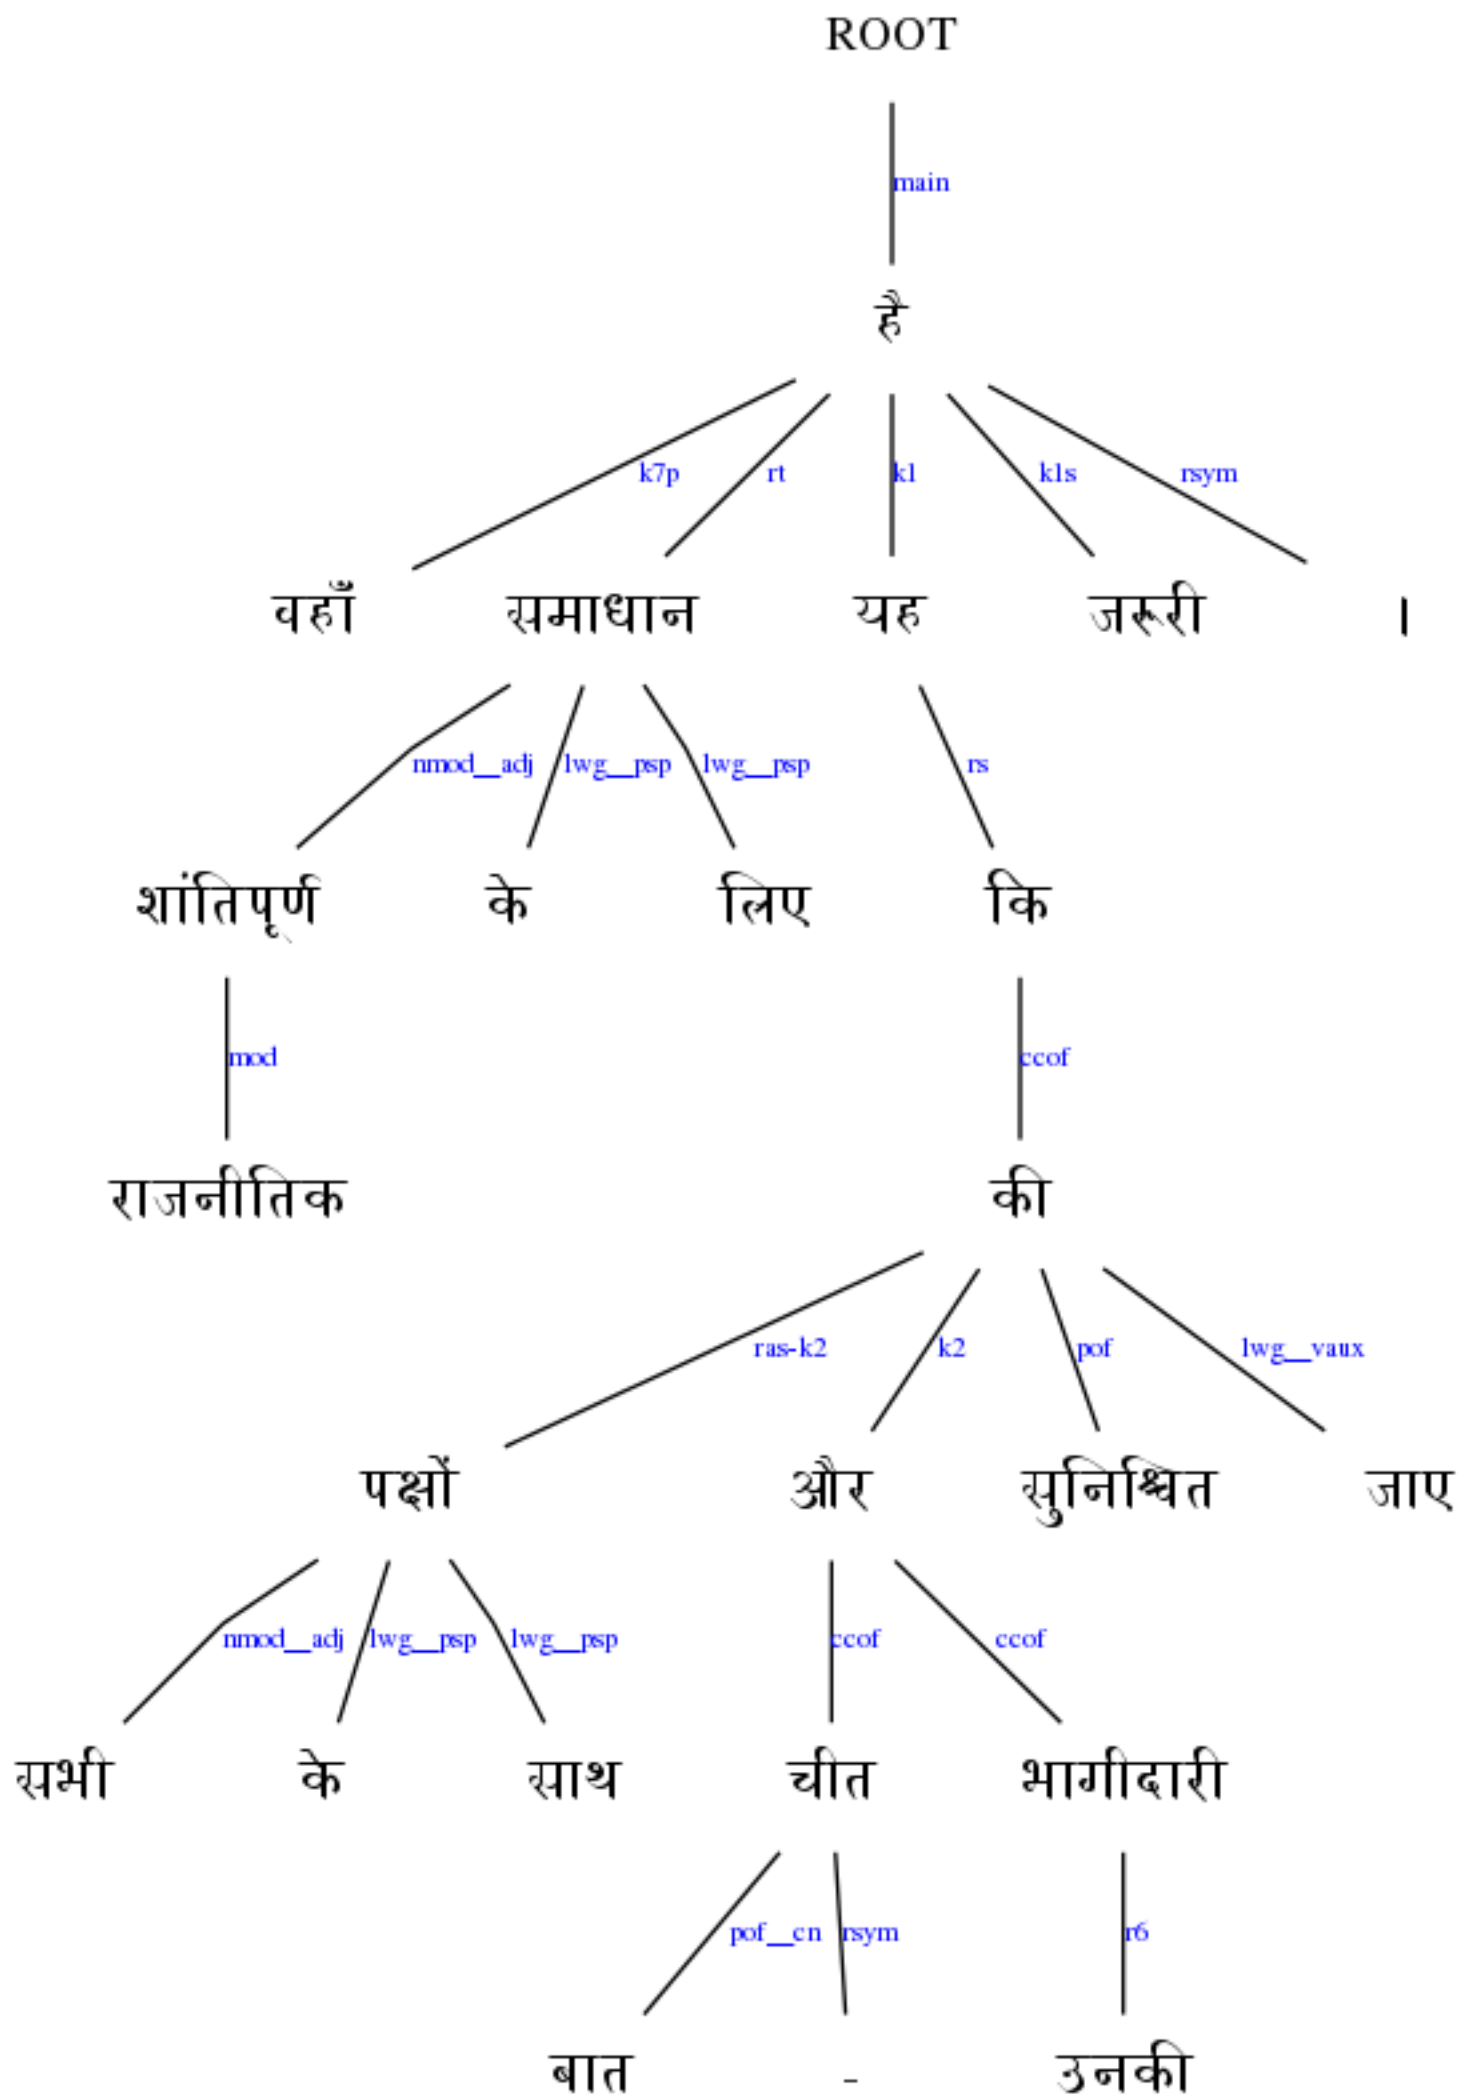 ROOT
main
है
k7p rt k1 k1s rsym
वहाँ समाधान यह जरूरी ।
nmod__adj lwg__psp lwg__psp rs
शांतिपूर्ण के लिए कि
mod ccof
राजनीतिक की
ras-k2 k2 pof lwg__vaux
पक्षों और सुनिश्चित जाए
nmod__adj lwg__psp lwg__psp ccof ccof
सभी के साथ चीत भागीदारी
pof__cn rsym r6
बात - उनकी